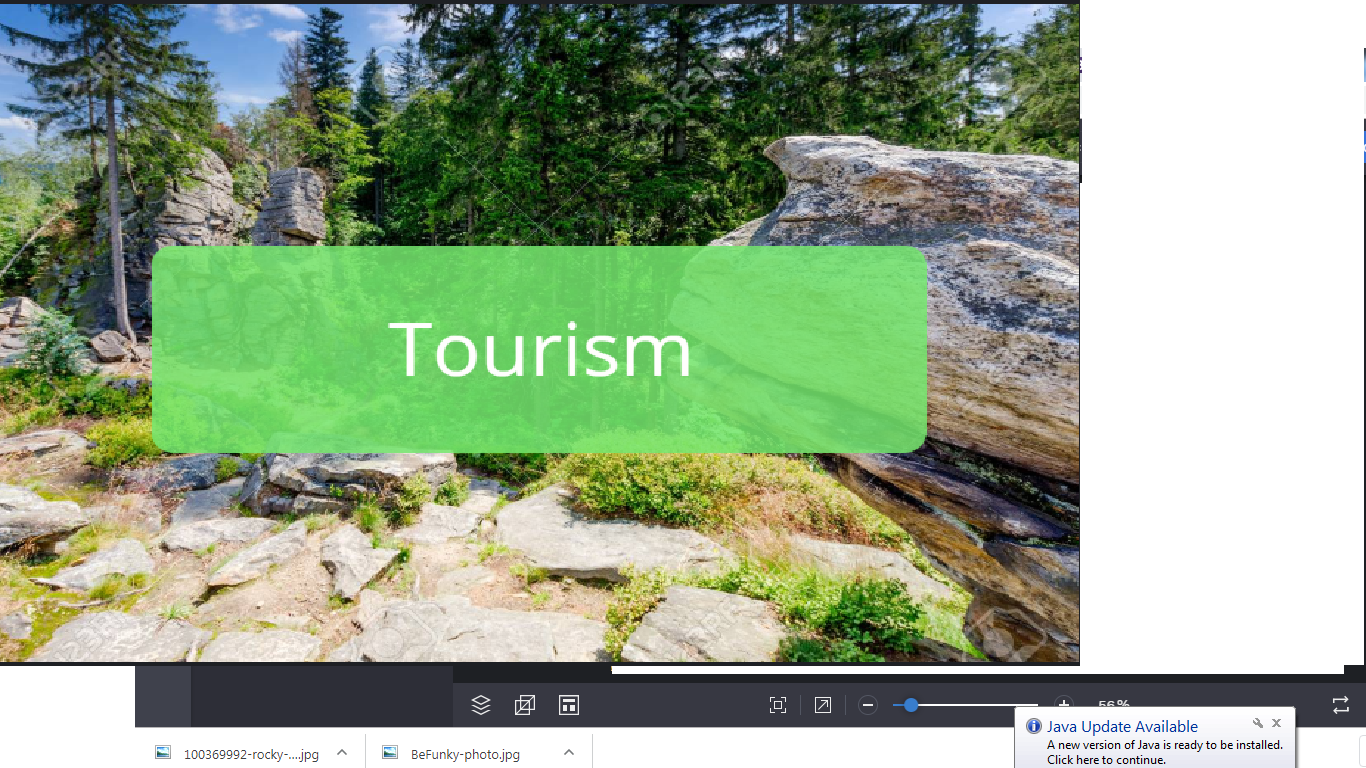 Tourism
56%
Java Update Available
A new version of Java is ready to be installed.
Click here to continue.
100369992-rocky-....jpg
BeFunky-photo.jpg